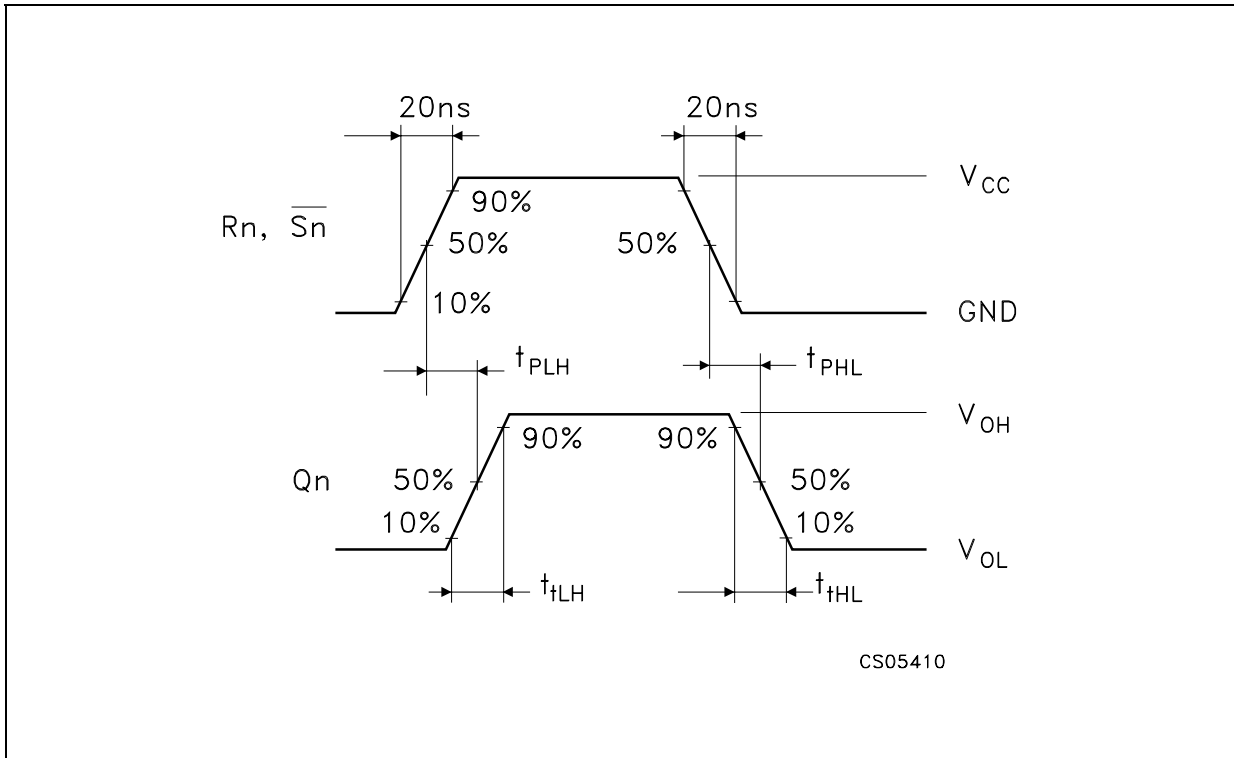 20ns 20ns
V_CC
90%
Rn, S̅n̅
50% 50%
10%
GND
t_PLH t_PHL
V_OH
90% 90%
Qn 50% 50%
10% 10%
V_OL
t_tLH t_tHL
CS05410